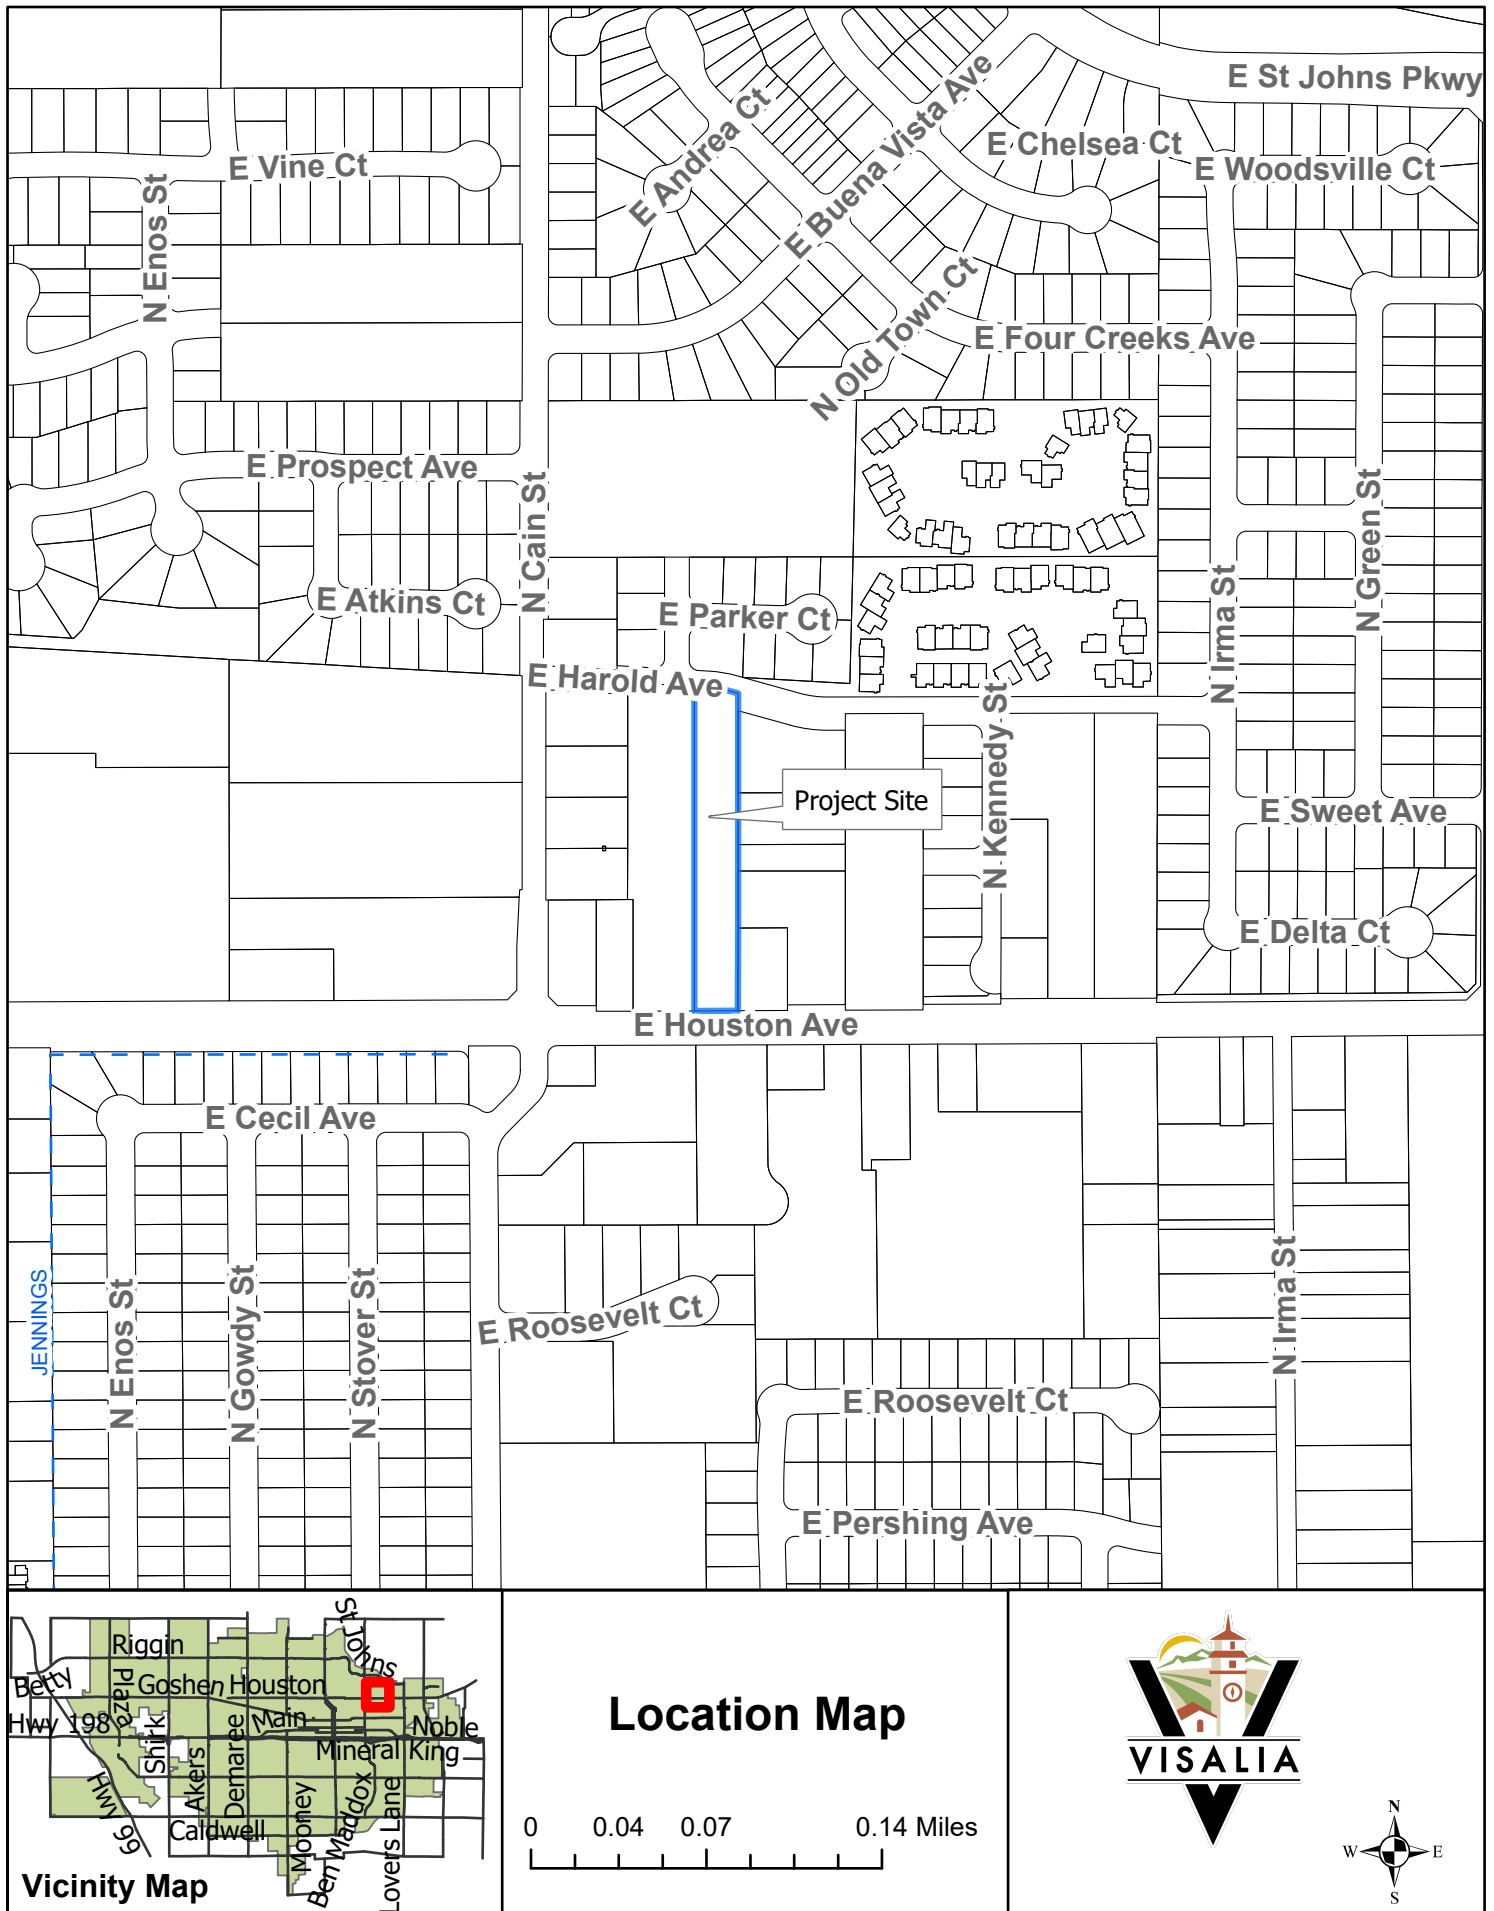 E St Johns Pkwy
E Andrea Ct
E Buena Vista Ave
E Chelsea Ct
E Vine Ct
E Woodsville Ct
N Enos St
N Old Town Ct
E Four Creeks Ave
E Prospect Ave
N Cain St
N Green St
E Atkins Ct
E Parker Ct
N Irma St
E Harold Ave
N Kennedy St
Project Site
E Sweet Ave
E Delta Ct
E Houston Ave
E Cecil Ave
JENNINGS
N Enos St
N Gowdy St
N Stover St
E Roosevelt Ct
N Irma St
E Roosevelt Ct
E Pershing Ave
St Johns
Riggin
Betty
Plaza
Goshen
Houston
Hwy 198
Main
Noble
Shirk
Akers
Demaree
Mineral King
Hwy 99
Mooney
Ben Maddox
Lovers Lane
Caldwell
Vicinity Map
Location Map
0 0.04 0.07 0.14 Miles
VISALIA
N
W E
S